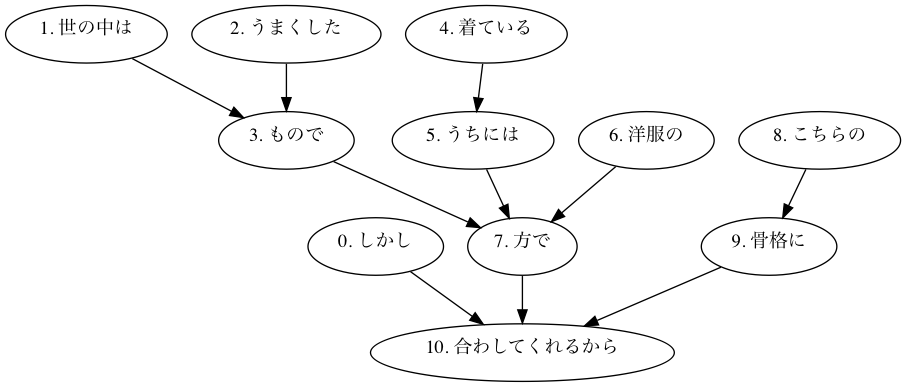 1. 世の中は
2. うまくした
4. 着ている
3. もので
5. うちには
6. 洋服の
8. こちらの
0. しかし
7. 方で
9. 骨格に
10. 合わしてくれるから